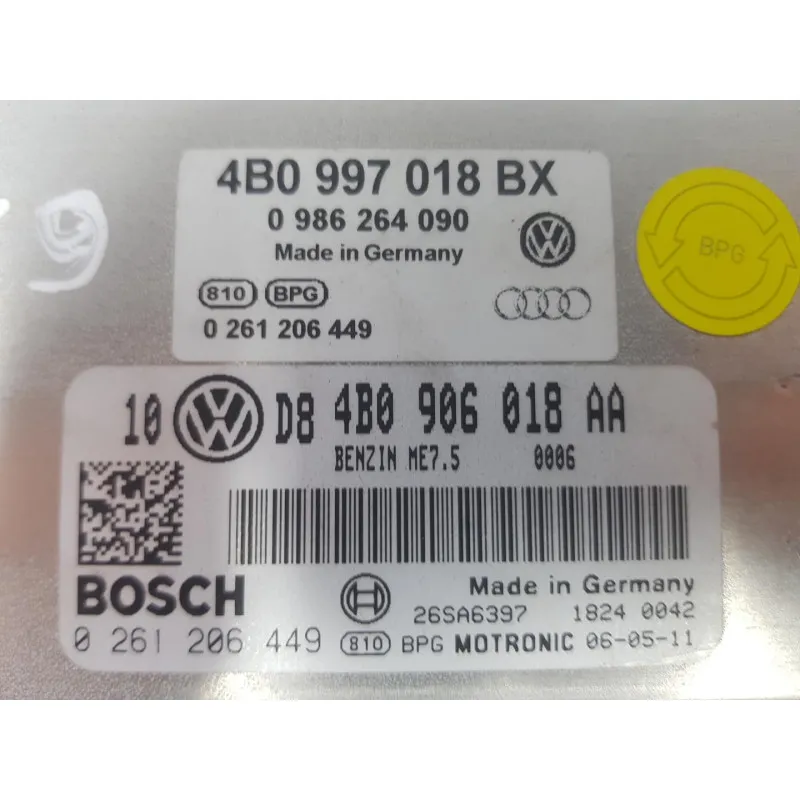 4B0 997 018 BX
0 986 264 090
Made in Germany
810 BPG
0 261 206 449
BPG
10 D8 4B0 906 018 AA
BENZIN ME7.5 0006
BOSCH
Made in Germany
26SA6397 1824 0042
0 261 206 449 810 BPG MOTRONIC 06-05-11